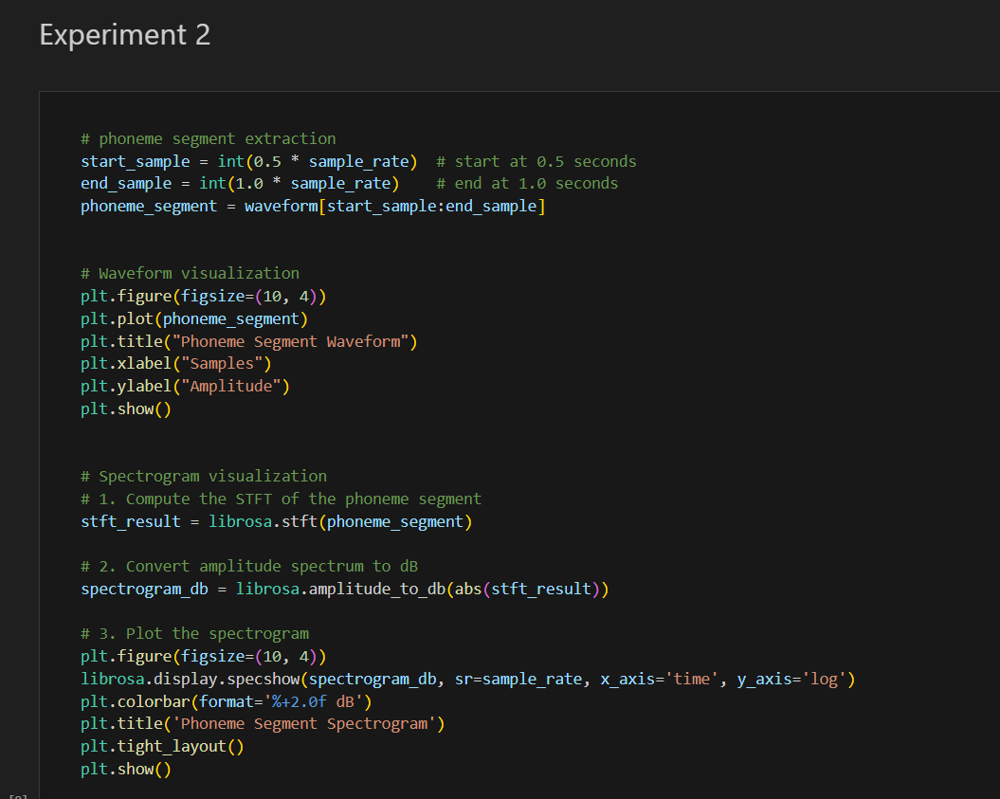 Experiment 2
# phoneme segment extraction
start_sample = int(0.5 * sample_rate)  # start at 0.5 seconds
end_sample = int(1.0 * sample_rate)    # end at 1.0 seconds
phoneme_segment = waveform[start_sample:end_sample]
# Waveform visualization
plt.figure(figsize=(10, 4))
plt.plot(phoneme_segment)
plt.title("Phoneme Segment Waveform")
plt.xlabel("Samples")
plt.ylabel("Amplitude")
plt.show()
# Spectrogram visualization
# 1. Compute the STFT of the phoneme segment
stft_result = librosa.stft(phoneme_segment)
# 2. Convert amplitude spectrum to dB
spectrogram_db = librosa.amplitude_to_db(abs(stft_result))
# 3. Plot the spectrogram
plt.figure(figsize=(10, 4))
librosa.display.specshow(spectrogram_db, sr=sample_rate, x_axis='time', y_axis='log')
plt.colorbar(format='%+2.0f dB')
plt.title('Phoneme Segment Spectrogram')
plt.tight_layout()
plt.show()